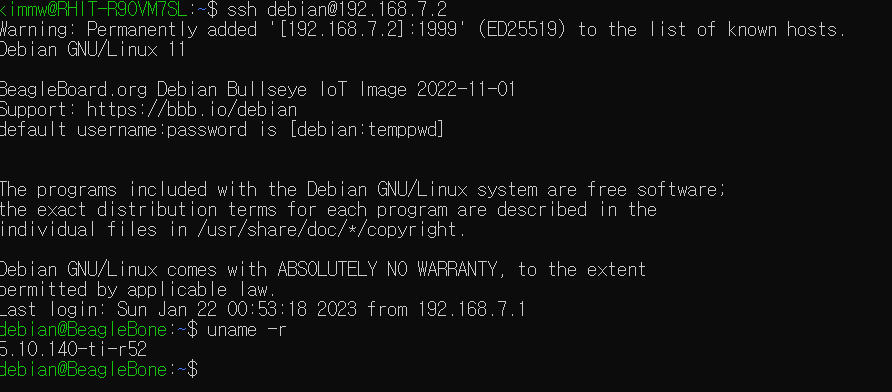 kimmw@RHIT-R90VM7SL:~$ ssh debian@192.168.7.2
Warning: Permanently added '[192.168.7.2]:1999' (ED25519) to the list of known hosts.
Debian GNU/Linux 11
BeagleBoard.org Debian Bullseye IoT Image 2022-11-01
Support: https://bbb.io/debian
default username:password is [debian:temppwd]
The programs included with the Debian GNU/Linux system are free software;
the exact distribution terms for each program are described in the
individual files in /usr/share/doc/*/copyright.
Debian GNU/Linux comes with ABSOLUTELY NO WARRANTY, to the extent
permitted by applicable law.
Last login: Sun Jan 22 00:53:18 2023 from 192.168.7.1
debian@BeagleBone:~$ uname -r
5.10.140-ti-r52
debian@BeagleBone:~$